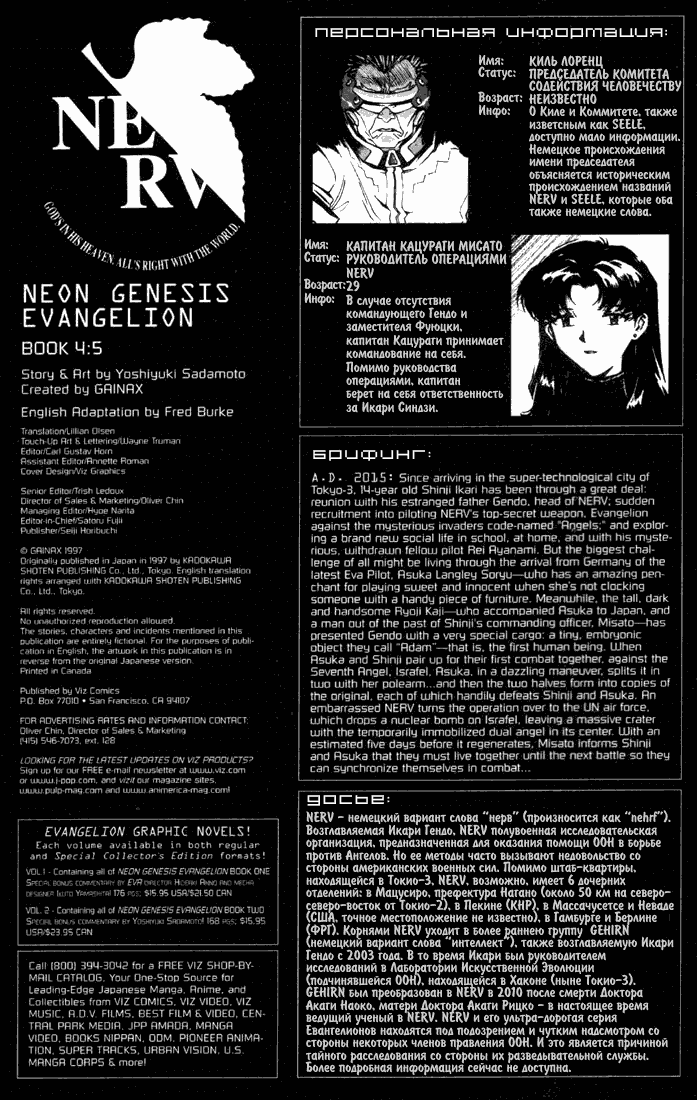 NERV
GOD'S IN HIS HEAVEN. ALL'S RIGHT WITH THE WORLD.
NEON GENESIS
EVANGELION
BOOK 4:5
Story & Art by Yoshiyuki Sadamoto
Created by GAINAX
English Adaptation by Fred Burke
Translation/Lillian Olsen
Touch-Up Art & Lettering/Wayne Truman
Editor/Carl Gustav Horn
Assistant Editor/Annette Roman
Cover Design/Viz Graphics
Senior Editor/Trish Ledoux
Director of Sales & Marketing/Oliver Chin
Managing Editor/Hyoe Narita
Editor-in-Chief/Satoru Fujii
Publisher/Seiji Horibuchi
© GAINAX 1997
Originally published in Japan in 1997 by KADOKAWA
SHOTEN PUBLISHING Co., Ltd., Tokyo. English translation
rights arranged with KADOKAWA SHOTEN PUBLISHING
Co., Ltd., Tokyo.
All rights reserved.
No unauthorized reproduction allowed.
The stories, characters and incidents mentioned in this
publication are entirely fictional. For the purposes of publi-
cation in English, the artwork in this publication is in
reverse from the original Japanese version.
Printed in Canada
Published by Viz Comics
P.O. Box 77010 • San Francisco, CA 94107
FOR ADVERTISING RATES AND INFORMATION CONTACT:
Oliver Chin, Director of Sales & Marketing
(415) 546-7073, ext. 128
LOOKING FOR THE LATEST UPDATES ON VIZ PRODUCTS?
Sign up for our FREE e-mail newsletter at www.viz.com
or www.j-pop.com, and visit our magazine sites,
www.pulp-mag.com and www.animerica-mag.com!
EVANGELION GRAPHIC NOVELS!
Each volume available in both regular
and Special Collector's Edition formats!
VOL.1 - Containing all of NEON GENESIS EVANGELION BOOK ONE
SPECIAL BONUS COMMENTARY BY EVA DIRECTOR HIDEAKI ANNO AND MECHA
DESIGNER IKUTO YAMASHITA! 176 PGS; $15.95 USA/$21.50 CAN
VOL. 2 - Containing all of NEON GENESIS EVANGELION BOOK TWO
SPECIAL BONUS COMMENTARY BY YOSHIYUKI SADAMOTO! 168 PGS; $15.95
USA/$23.95 CAN
Call (800) 394-3042 for a FREE VIZ SHOP-BY-
MAIL CATALOG. Your One-Stop Source for
Leading-Edge Japanese Manga, Anime, and
Collectibles from VIZ COMICS, VIZ VIDEO, VIZ
MUSIC, A.D.V. FILMS, BEST FILM & VIDEO, CEN-
TRAL PARK MEDIA, JPP AMADA, MANGA
VIDEO, BOOKS NIPPAN, ODM, PIONEER ANIMA-
TION, SUPER TRACKS, URBAN VISION, U.S.
MANGA CORPS & more!
персональная информация:
Имя: КИЛЬ ЛОРЕНЦ
Статус: ПРЕДСЕДАТЕЛЬ КОМИТЕТА
СОДЕЙСТВИЯ ЧЕЛОВЕЧЕСТВУ
Возраст: НЕИЗВЕСТНО
Инфо: О Киле и Коммитете, также
изветсным как SEELE,
доступно мало информации.
Немецкое происхождения
имени председателя
объясняется историческим
происхождением названий
NERV и SEELE, которые оба
также немецкие слова.
Имя: КАПИТАН КАЦУРАГИ МИСАТО
Статус: РУКОВОДИТЕЛЬ ОПЕРАЦИЯМИ
NERV
Возраст: 29
Инфо: В случае отсутствия
командующего Гендо и
заместителя Фуюцки,
капитан Кацураги принимает
командование на себя.
Помимо руководства
операциями, капитан
берет на себя ответственность
за Икари Синдзи.
брифинг:
A.D. 2015: Since arriving in the super-technological city of
Tokyo-3, 14-year old Shinji Ikari has been through a great deal:
reunion with his estranged father Gendo, head of NERV; sudden
recruitment into piloting NERV's top-secret weapon, Evangelion
against the mysterious invaders code-named "Angels;" and explor-
ing a brand new social life in school, at home, and with his myste-
rious, withdrawn fellow pilot Rei Ayanami. But the biggest chal-
lenge of all might be living through the arrival from Germany of the
latest Eva Pilot, Asuka Langley Soryu—who has an amazing pen-
chant for playing sweet and innocent when she's not clocking
someone with a handy piece of furniture. Meanwhile, the tall, dark
and handsome Ryoji Kaji—who accompanied Asuka to Japan, and
a man out of the past of Shinji's commanding officer, Misato—has
presented Gendo with a very special cargo: a tiny, embryonic
object they call "Adam"—that is, the first human being. When
Asuka and Shinji pair up for their first combat together, against the
Seventh Angel, Israfel, Asuka, in a dazzling maneuver, splits it in
two with her polearm...and then the two halves form into copies of
the original, each of which handily defeats Shinji and Asuka. An
embarrassed NERV turns the operation over to the UN air force,
which drops a nuclear bomb on Israfel, leaving a massive crater
with the temporarily immobilized dual angel in its center. With an
estimated five days before it regenerates, Misato informs Shinji
and Asuka that they must live together until the next battle so they
can synchronize themselves in combat...
досье:
NERV – немецкий вариант слова "нерв" (произносится как "nehrf").
Возглавляемая Икари Гендо, NERV полувоенная исследовательская
организация, предназначенная для оказания помощи ООН в борьбе
против Ангелов. Но ее методы часто вызывают недовольство со
стороны американских военных сил. Помимо штаб-квартиры,
находящейся в Токио-3, NERV, возможно, имеет 6 дочерних
отделений: в Мацусиро, префектура Нагано (около 50 км на северо-
северо-восток от Токио-2), в Пекине (КНР), в Массачусетсе и Неваде
(США, точное местоположение не известно), в Гамбурге и Берлине
(ФРГ). Корнями NERV уходит в более раннею группу GEHIRN
(немецкий вариант слова "интеллект"), также возглавляемую Икари
Гендо с 2003 года. В то время Икари был руководителем
исследований в Лаборатории Искусственной Эволюции
(подчинявшейся ООН), находящейся в Хаконе (ныне Токио-3).
GEHIRN был преобразован в NERV в 2010 после смерти Доктора
Акаги Наоко, матери Доктора Акаги Рицко – в настоящее время
ведущий ученый в NERV. NERV и его ультра-дорогая серия
Евангелионов находятся под подозрением и чутким надсмотром со
стороны некоторых членов правления ООН. И это является причиной
тайного расследования со стороны их разведывательной службы.
Более подробная информация сейчас не доступна.